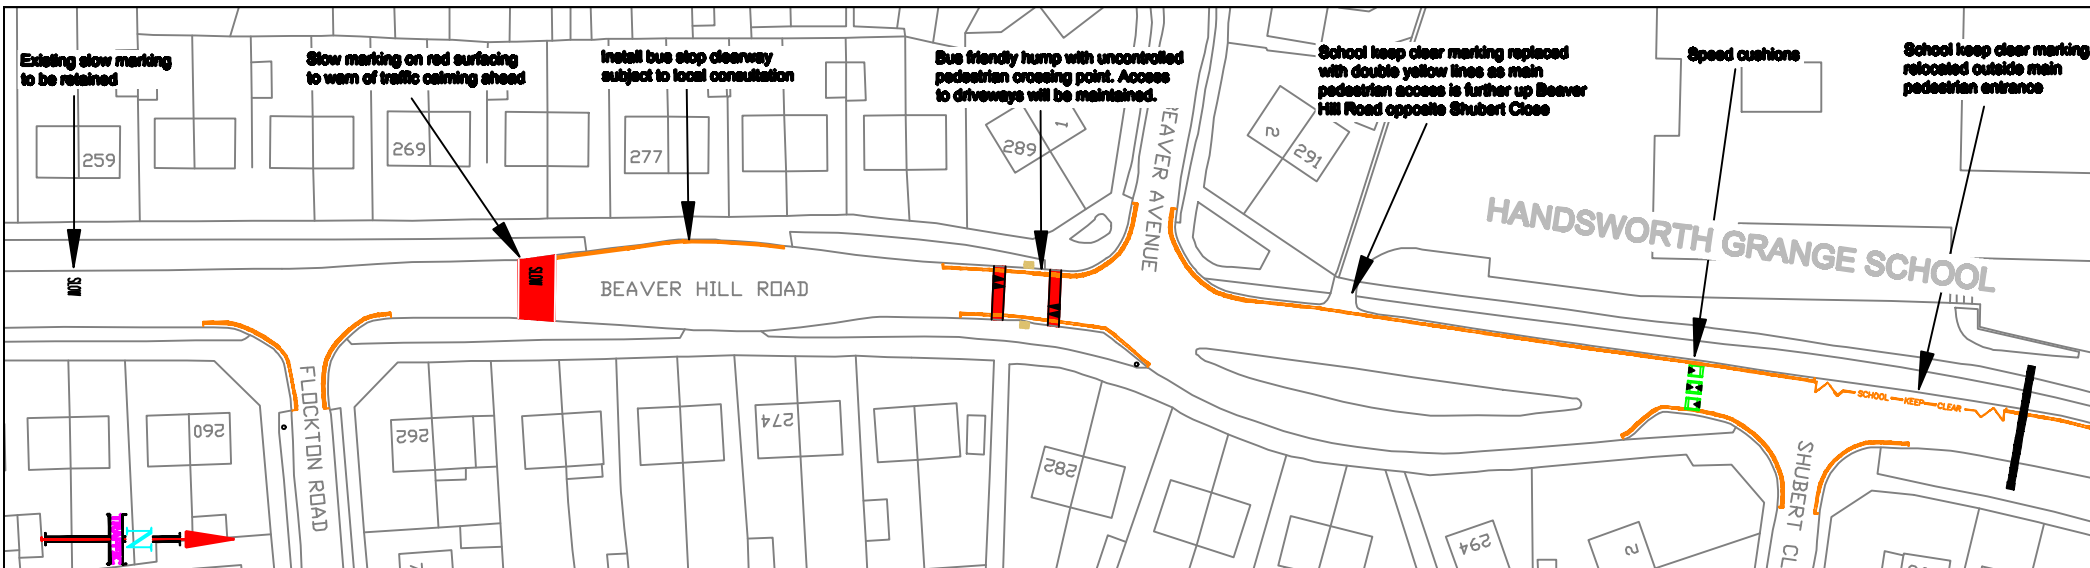 Existing slow marking
to be retained
Slow marking on red surfacing
to warn of traffic calming ahead
Install bus stop clearway
subject to local consultation
Bus friendly hump with uncontrolled
pedestrian crossing point. Access
to driveways will be maintained.
School keep clear marking replaced
with double yellow lines as main
pedestrian access is further up Beaver
Hill Road opposite Shubert Close
Speed cushions
School keep clear marking
relocated outside main
pedestrian entrance
259
269
277
289
1
2
291
BEAVER AVENUE
HANDSWORTH GRANGE SCHOOL
SLOW
SLOW
BEAVER HILL ROAD
SCHOOL KEEP CLEAR
FLOCKTON ROAD
260
262
274
282
294
2
SHUBERT CL